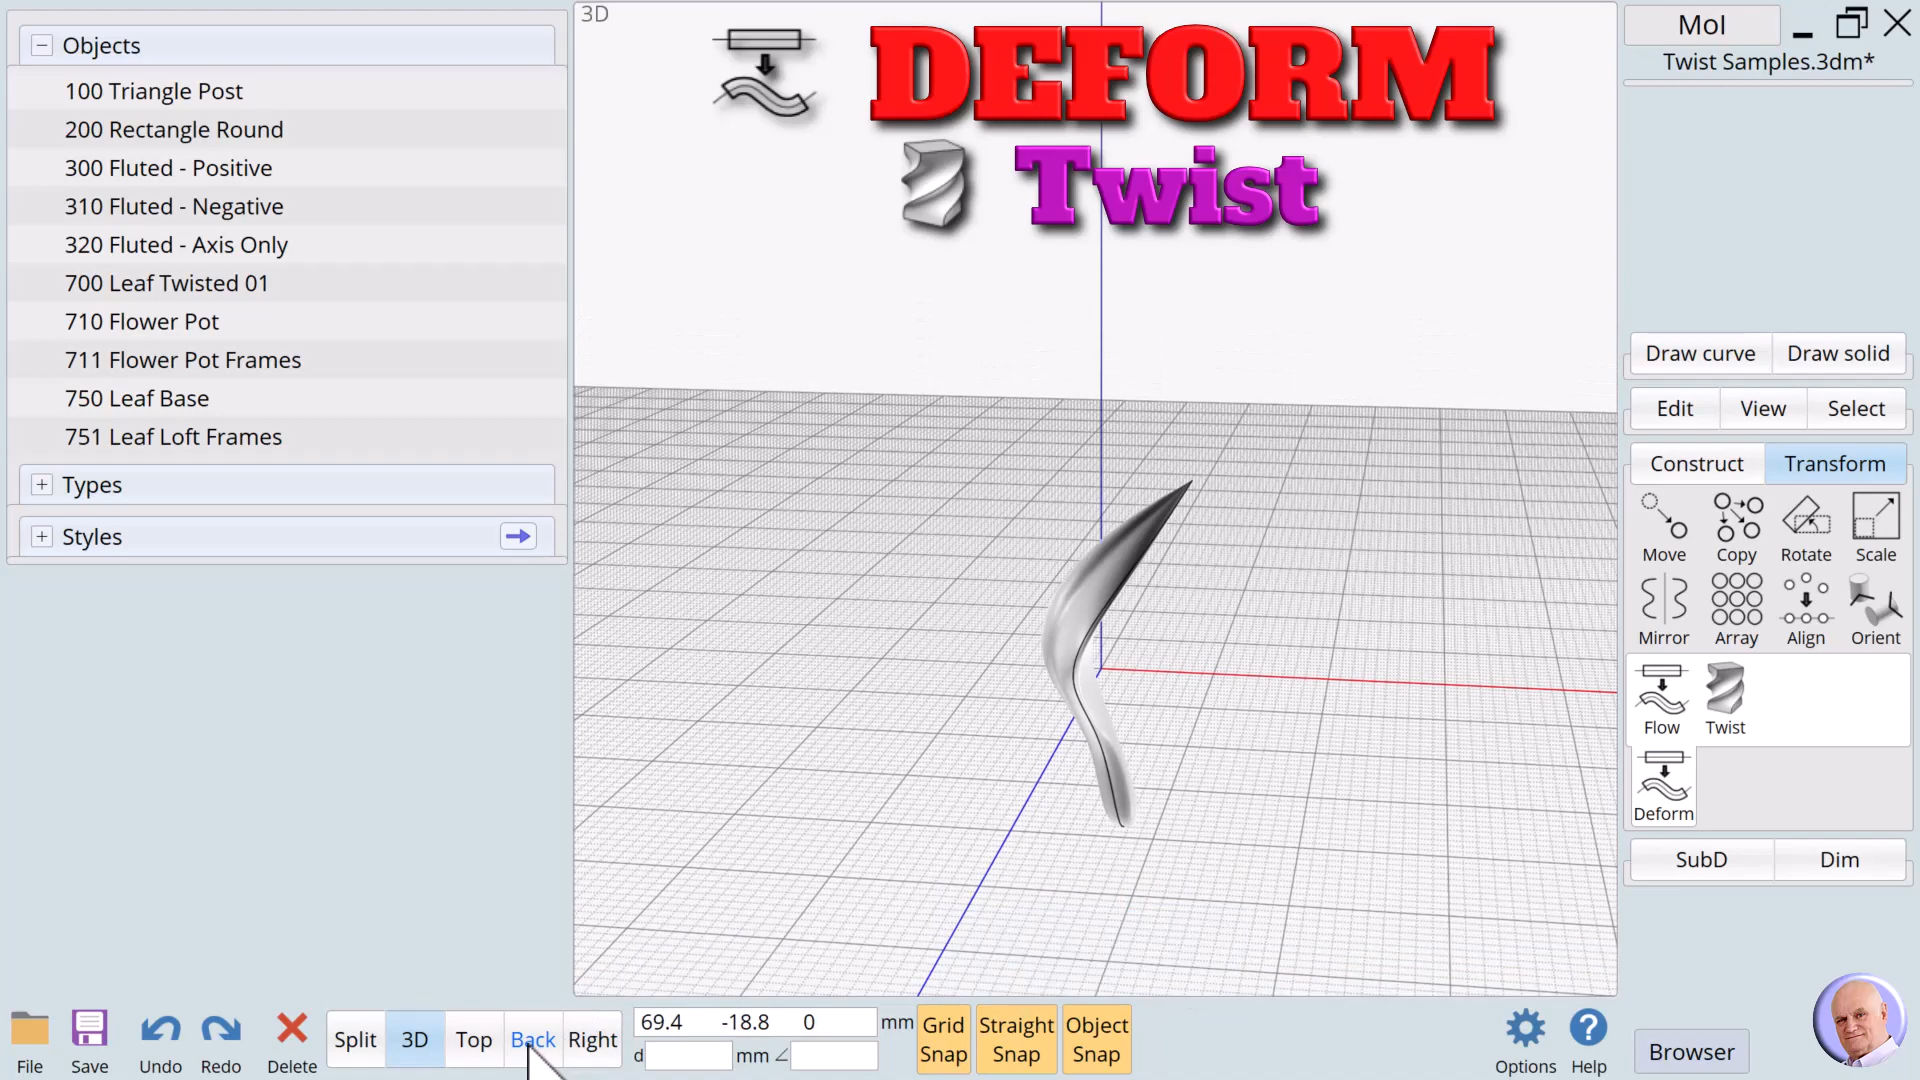 Objects
100 Triangle Post
200 Rectangle Round
300 Fluted - Positive
310 Fluted - Negative
320 Fluted - Axis Only
700 Leaf Twisted 01
710 Flower Pot
711 Flower Pot Frames
750 Leaf Base
751 Leaf Loft Frames
Types
Styles
3D
DEFORM
Twist
MoI
Twist Samples.3dm*
Draw curve Draw solid
Edit View Select
Construct Transform
Move Copy Rotate Scale
Mirror Array Align Orient
Flow Twist
Deform
SubD Dim
File Save Undo Redo Delete
Split 3D Top Back Right
69.4 -18.8 0 mm
d mm ∠
Grid Snap
Straight Snap
Object Snap
Options Help
Browser